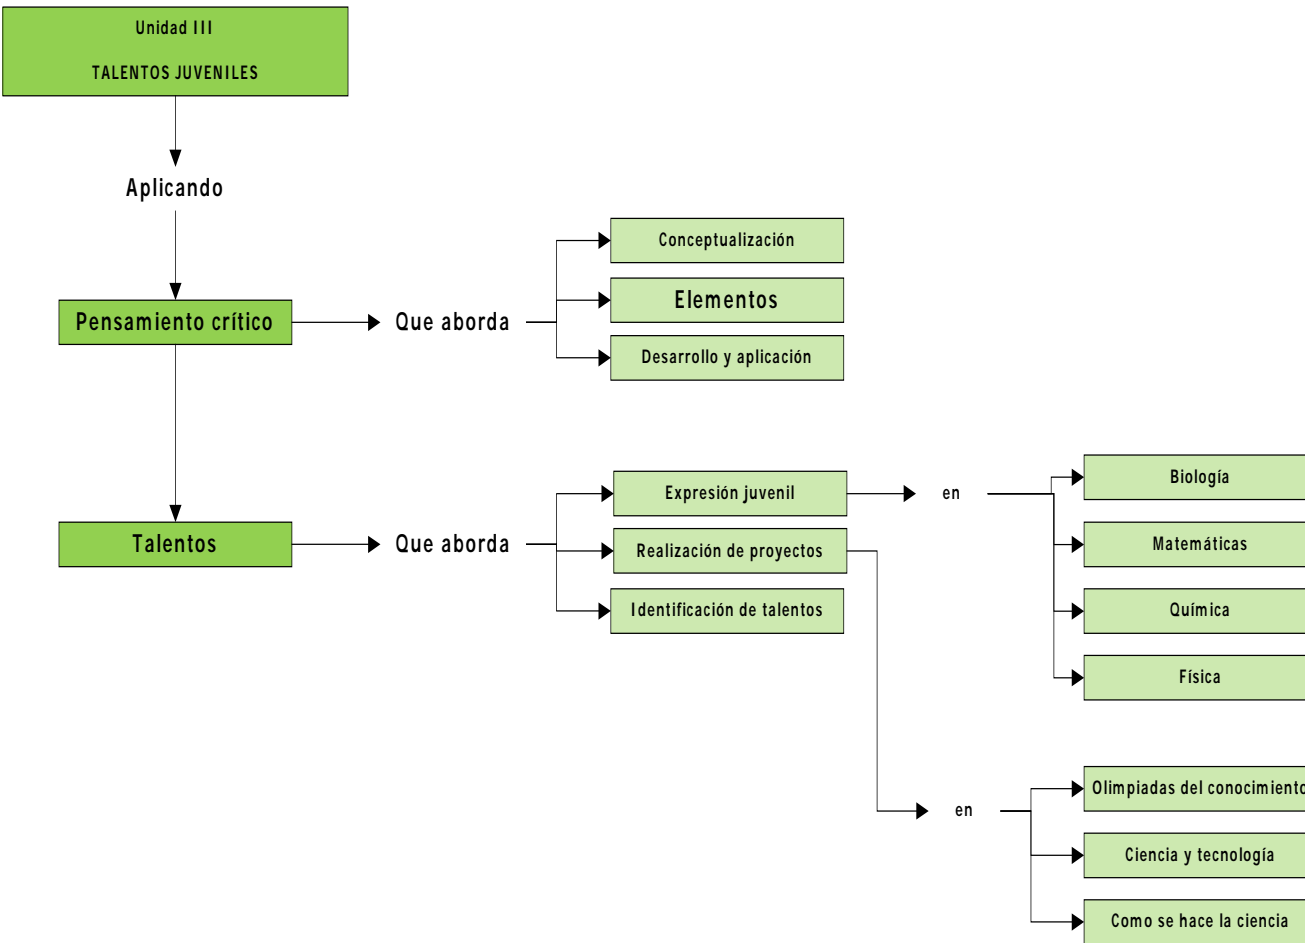 Unidad III
TALENTOS JUVENILES
Aplicando
Pensamiento crítico
Que aborda
Conceptualización
Elementos
Desarrollo y aplicación
Talentos
Que aborda
Expresión juvenil
Realización de proyectos
Identificación de talentos
en
Biología
Matemáticas
Química
Física
en
Olimpiadas del conocimiento
Ciencia y tecnología
Como se hace la ciencia